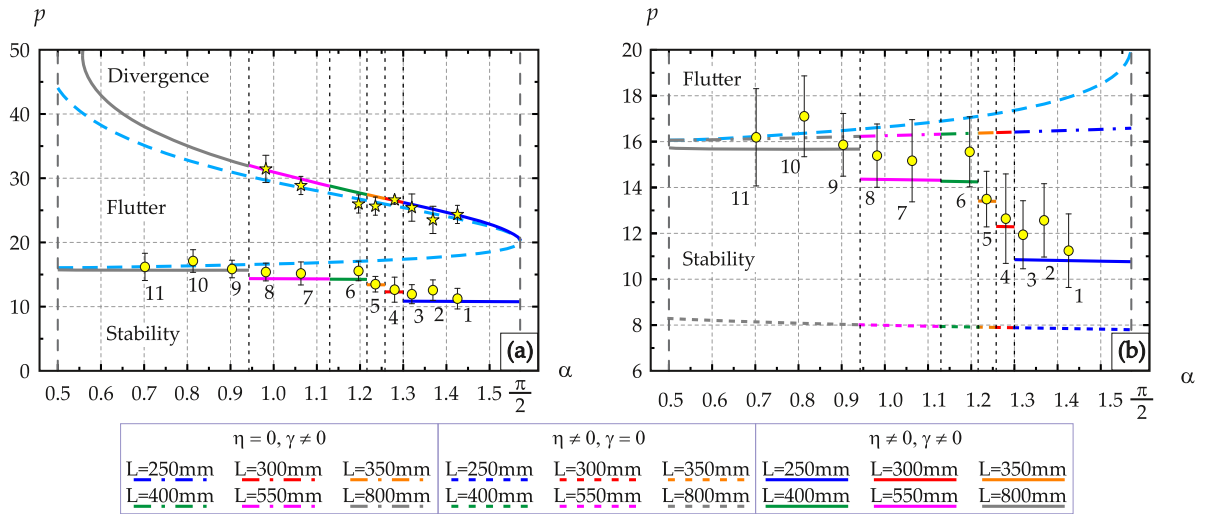 p
50
40
30
20
10
0
Divergence
Flutter
Stability
11 10 9 8 7 6 5 4 3 2 1
(a)
α
0.5 0.6 0.7 0.8 0.9 1.0 1.1 1.2 1.3 1.4 1.5 π/2
p
20
18
16
14
12
10
8
6
Flutter
Stability
11 10 9 8 7 6 5 4 3 2 1
(b)
α
0.5 0.6 0.7 0.8 0.9 1.0 1.1 1.2 1.3 1.4 1.5 π/2
η = 0, γ ≠ 0
L=250mm L=300mm L=350mm
L=400mm L=550mm L=800mm
η ≠ 0, γ = 0
L=250mm L=300mm L=350mm
L=400mm L=550mm L=800mm
η ≠ 0, γ ≠ 0
L=250mm L=300mm L=350mm
L=400mm L=550mm L=800mm